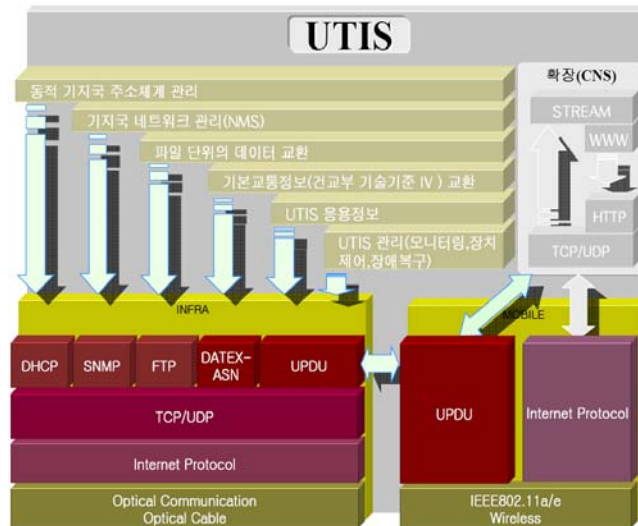 UTIS
동적 기지국 주소체계 관리
기지국 네트워크 관리(NMS)
파일 단위의 데이터 교환
기본교통정보(건교부 기술기준 IV ) 교환
UTIS 응용정보
UTIS 관리(모니터링,장치
제어,장애복구)
확장(CNS)
STREAM
WWW
HTTP
TCP/UDP
INFRA
DHCP
SNMP
FTP
DATEX-
ASN
UPDU
TCP/UDP
Internet Protocol
Optical Communication
Optical Cable
MOBILE
UPDU
Internet Protocol
IEEE802.11a/e
Wireless